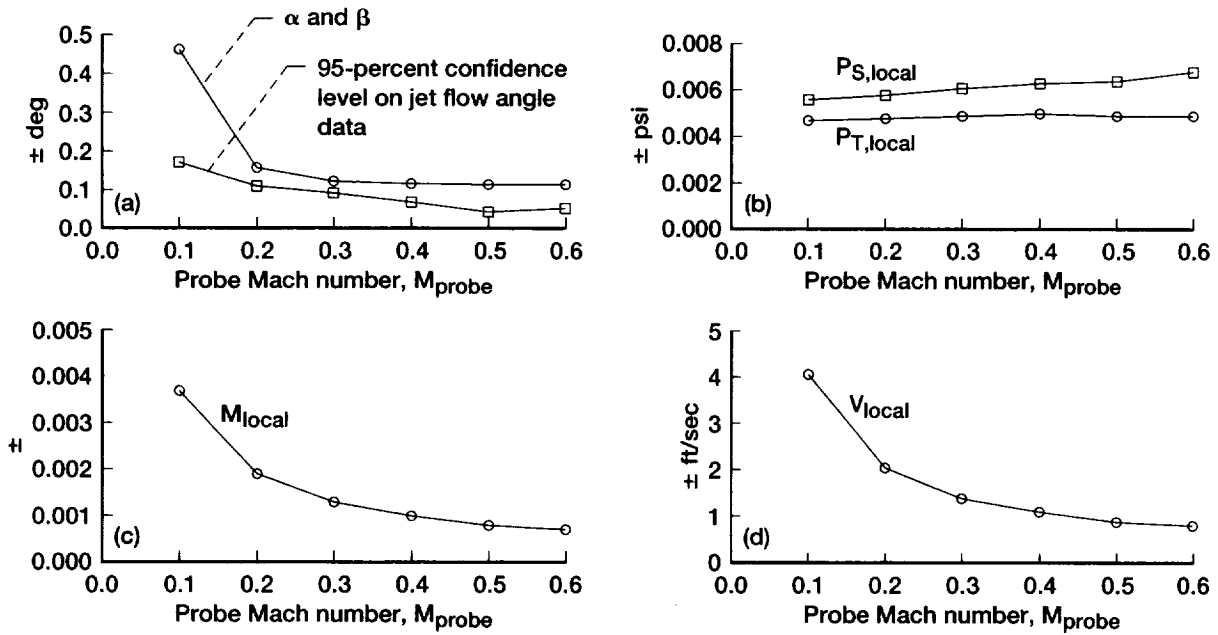 α and β
95-percent confidence
level on jet flow angle
data
± deg
0.5
0.4
0.3
0.2
0.1
0.0
(a)
0.0 0.1 0.2 0.3 0.4 0.5 0.6
Probe Mach number, Mprobe
± psi
0.008
0.006
0.004
0.002
0.000
PS,local
PT,local
(b)
0.0 0.1 0.2 0.3 0.4 0.5 0.6
Probe Mach number, Mprobe
±
0.005
0.004
0.003
0.002
0.001
0.000
Mlocal
(c)
0.0 0.1 0.2 0.3 0.4 0.5 0.6
Probe Mach number, Mprobe
± ft/sec
5
4
3
2
1
0
Vlocal
(d)
0.0 0.1 0.2 0.3 0.4 0.5 0.6
Probe Mach number, Mprobe